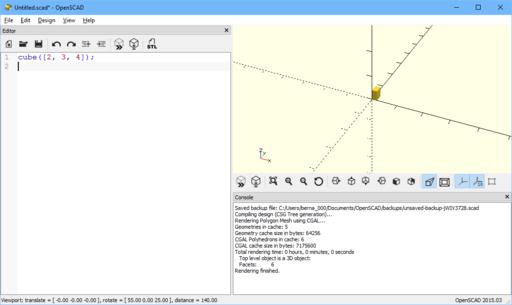 Untitled.scad* - OpenSCAD
File Edit Design View Help
Editor
STL
1 cube([2, 3, 4]);
2
Console
Saved backup file: C:/Users/berna_000/Documents/OpenSCAD/backups/unsaved-backup-jWSV3728.scad
Compiling design (CSG Tree generation)...
Rendering Polygon Mesh using CGAL...
Geometries in cache: 5
Geometry cache size in bytes: 64256
CGAL Polyhedrons in cache: 6
CGAL cache size in bytes: 7175600
Total rendering time: 0 hours, 0 minutes, 0 seconds
Top level object is a 3D object:
Facets: 6
Rendering finished.
Viewport: translate = [ -0.00 -0.00 -0.00 ], rotate = [ 55.00 0.00 25.00 ], distance = 140.00
OpenSCAD 2015.03